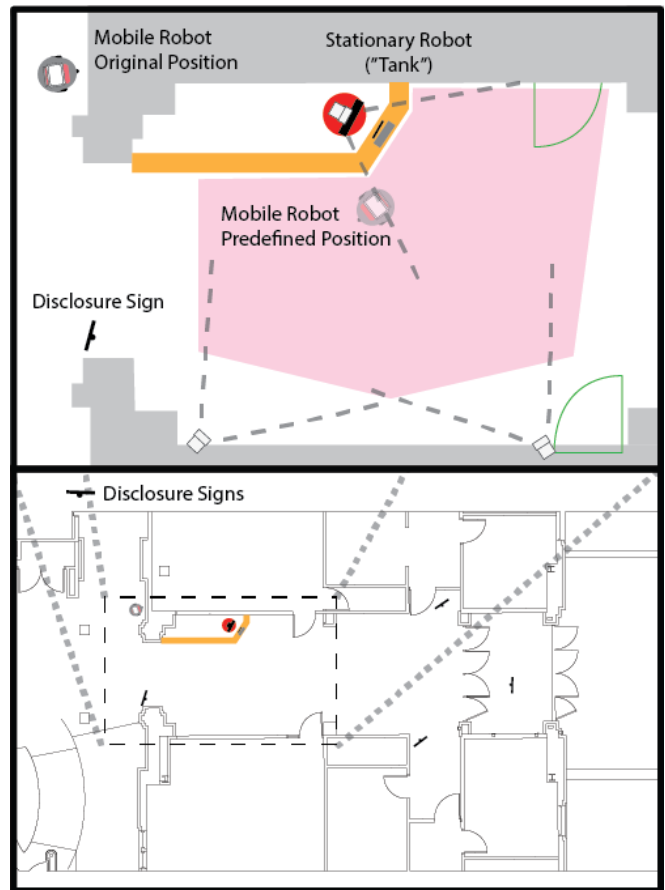 Mobile Robot
Original Position
Stationary Robot
("Tank")
Mobile Robot
Predefined Position
Disclosure Sign
Disclosure Signs